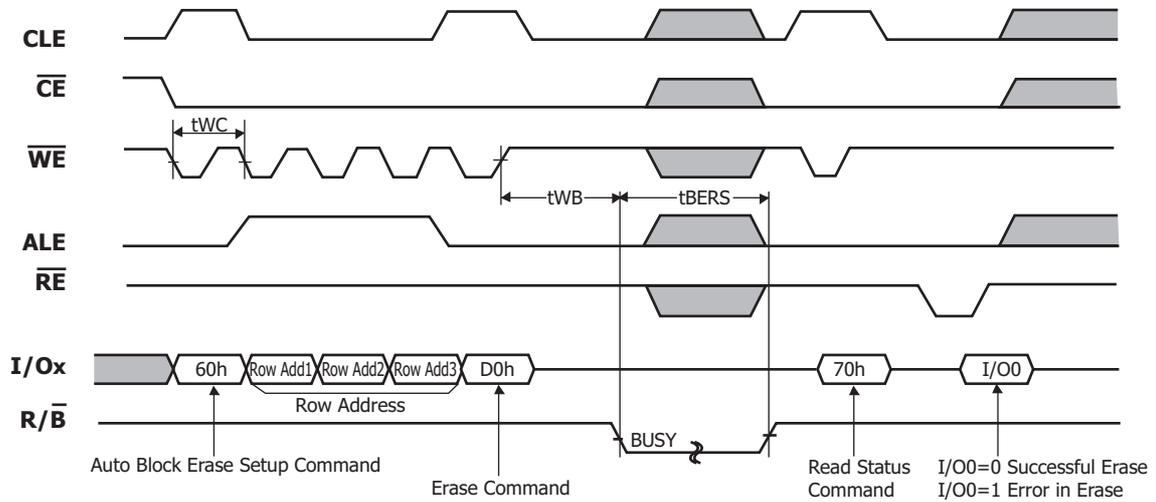 CLE
CE
tWC
WE
tWB
tBERS
ALE
RE
I/Ox
60h
Row Add1
Row Add2
Row Add3
D0h
70h
I/O0
Row Address
R/B
BUSY
Auto Block Erase Setup Command
Erase Command
Read Status
Command
I/O0=0 Successful Erase
I/O0=1 Error in Erase